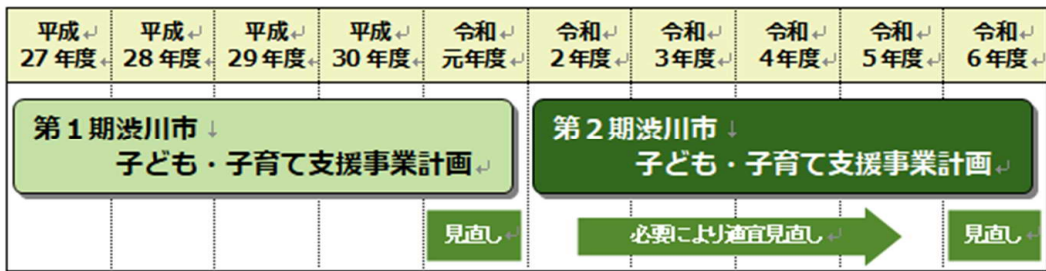 平成 平成 平成 平成 令和 令和 令和 令和 令和 令和
27年度 28年度 29年度 30年度 元年度 2年度 3年度 4年度 5年度 6年度
第１期渋川市
子ども・子育て支援事業計画
第２期渋川市
子ども・子育て支援事業計画
見直し
必要により適宜見直し
見直し